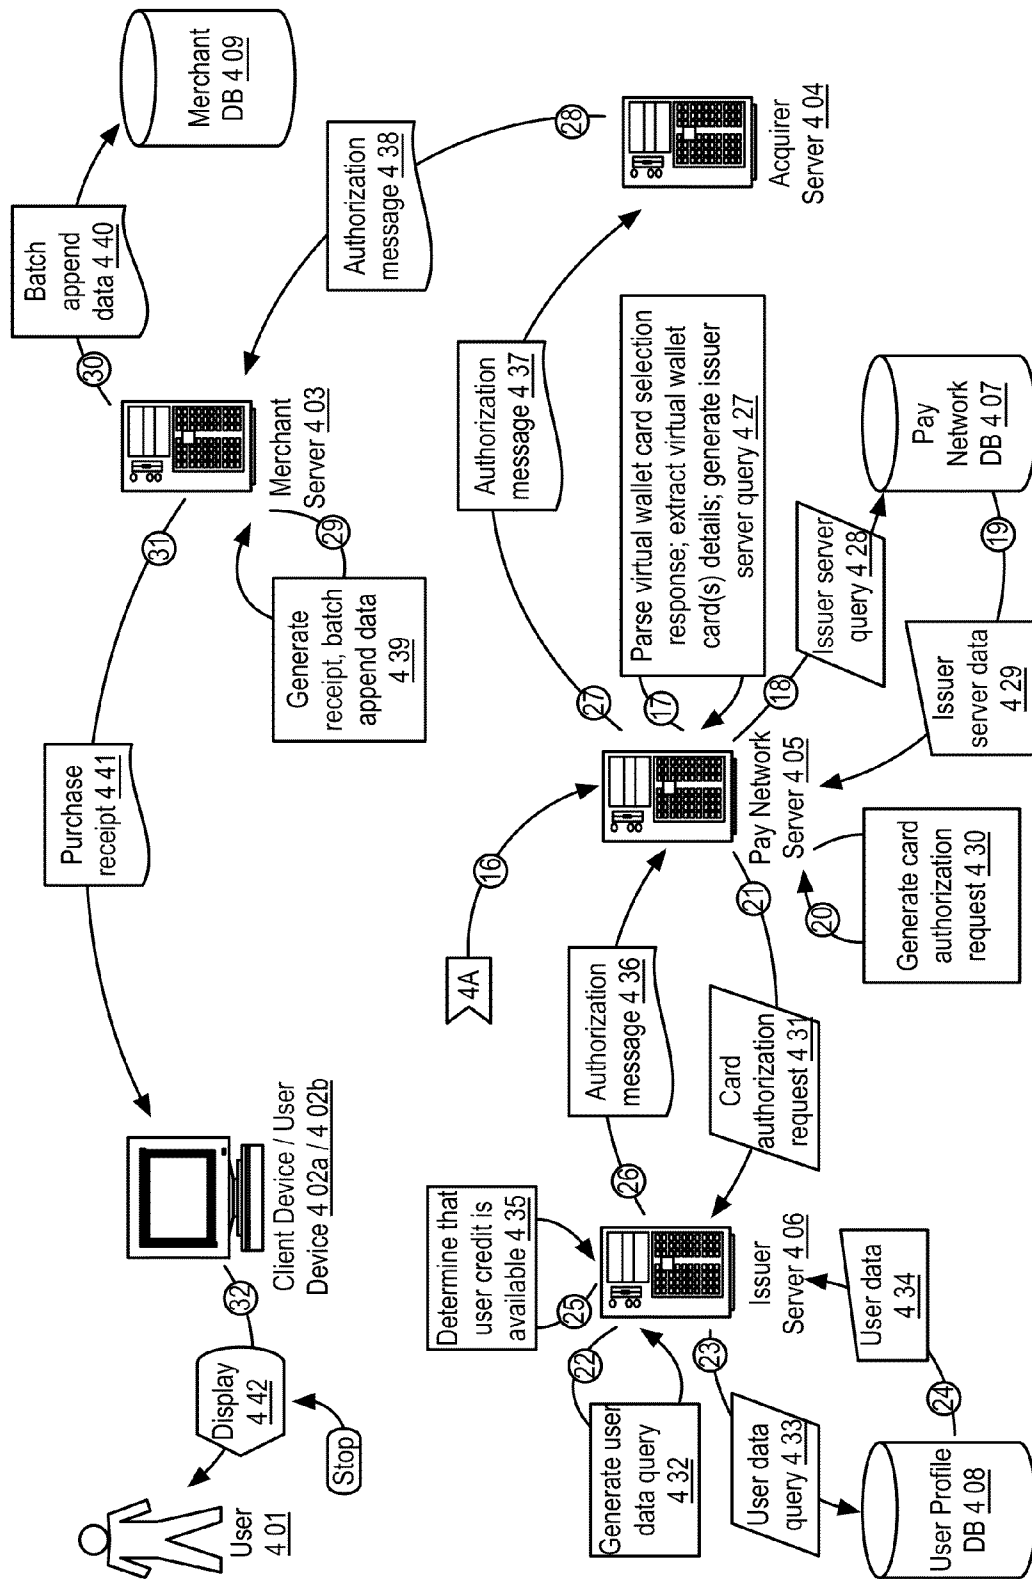 User
4 01
Display
4 42
Stop
32
Client Device / User
Device 4 02a / 4 02b
Purchase
receipt 4 41
31
Merchant
Server 4 03
29
Generate
receipt, batch
append data
4 39
30
Batch
append
data 4 40
Merchant
DB 4 09
Authorization
message 4 38
28
Acquirer
Server 4 04
Authorization
message 4 37
27
4A
16
Pay Network
Server 4 05
17
Parse virtual wallet card selection
response; extract virtual wallet
card(s) details; generate issuer
server query 4 27
18
Issuer server
query 4 28
Pay
Network
DB 4 07
19
Issuer
server data
4 29
20
Generate card
authorization
request 4 30
21
Card
authorization
request 4 31
Authorization
message 4 36
26
Issuer
Server 4 06
Determine that
user credit is
available 4 35
25
22
Generate user
data query
4 32
23
User data
query 4 33
User Profile
DB 4 08
24
User data
4 34